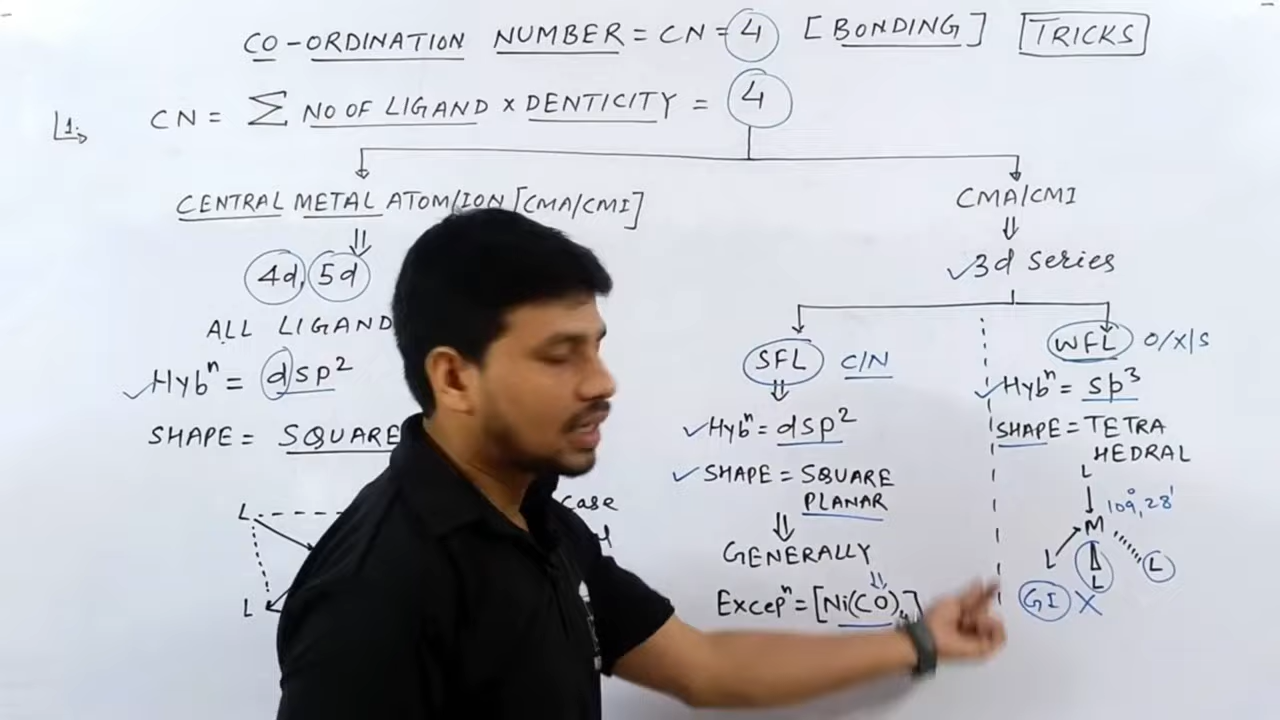 CO-ORDINATION NUMBER = CN = 4 [BONDING] TRICKS
1. CN = Σ NO OF LIGAND × DENTICITY = 4
CENTRAL METAL ATOM/ION [CMA/CMI]
4d, 5d
ALL LIGAND
Hybⁿ = dsp²
SHAPE = SQUARE
L
L
case
CMA/CMI
3d series
SFL C/N
Hybⁿ = dsp²
SHAPE = SQUARE
PLANAR
GENERALLY
Excepⁿ = [Ni(CO)₄]
WFL O/X/S
Hybⁿ = sp³
SHAPE = TETRA
HEDRAL
L
109°,28'
M
L L
L
GI X